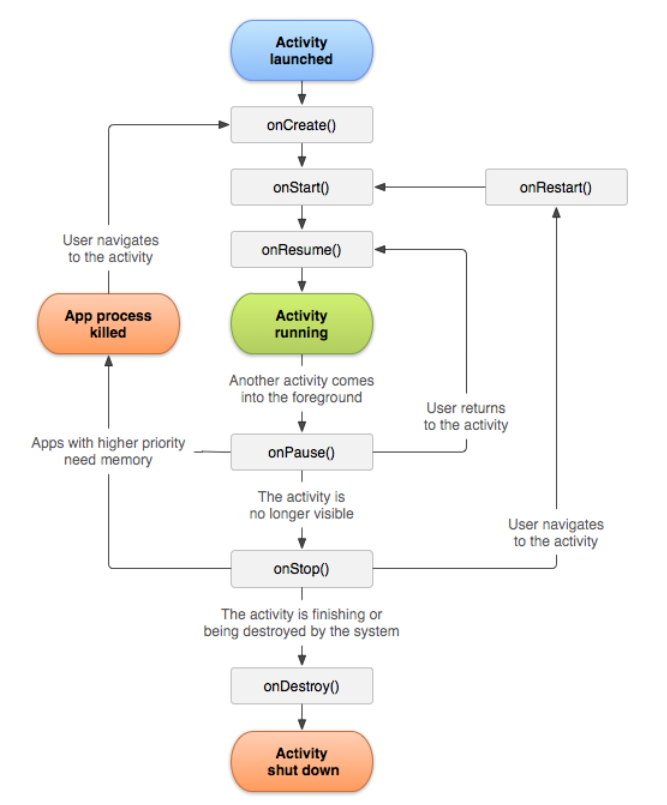 Activity
launched
onCreate()
onStart()
onRestart()
User navigates
to the activity
onResume()
App process
killed
Activity
running
Another activity comes
into the foreground
User returns
to the activity
Apps with higher priority
need memory
onPause()
The activity is
no longer visible
User navigates
to the activity
onStop()
The activity is finishing or
being destroyed by the system
onDestroy()
Activity
shut down